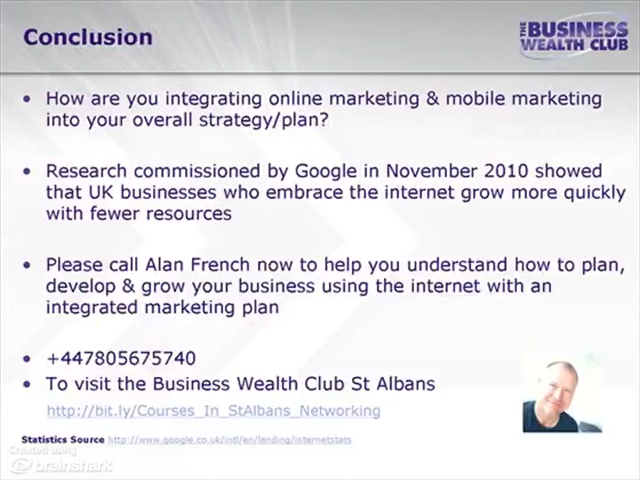 Conclusion
THE BUSINESS
WEALTH CLUB
• How are you integrating online marketing & mobile marketing
into your overall strategy/plan?
• Research commissioned by Google in November 2010 showed
that UK businesses who embrace the internet grow more quickly
with fewer resources
• Please call Alan French now to help you understand how to plan,
develop & grow your business using the internet with an
integrated marketing plan
• +447805675740
• To visit the Business Wealth Club St Albans
http://bit.ly/Courses_In_StAlbans_Networking
Statistics Source http://www.google.co.uk/intl/en/landing/internetstats
Created using
brainshark